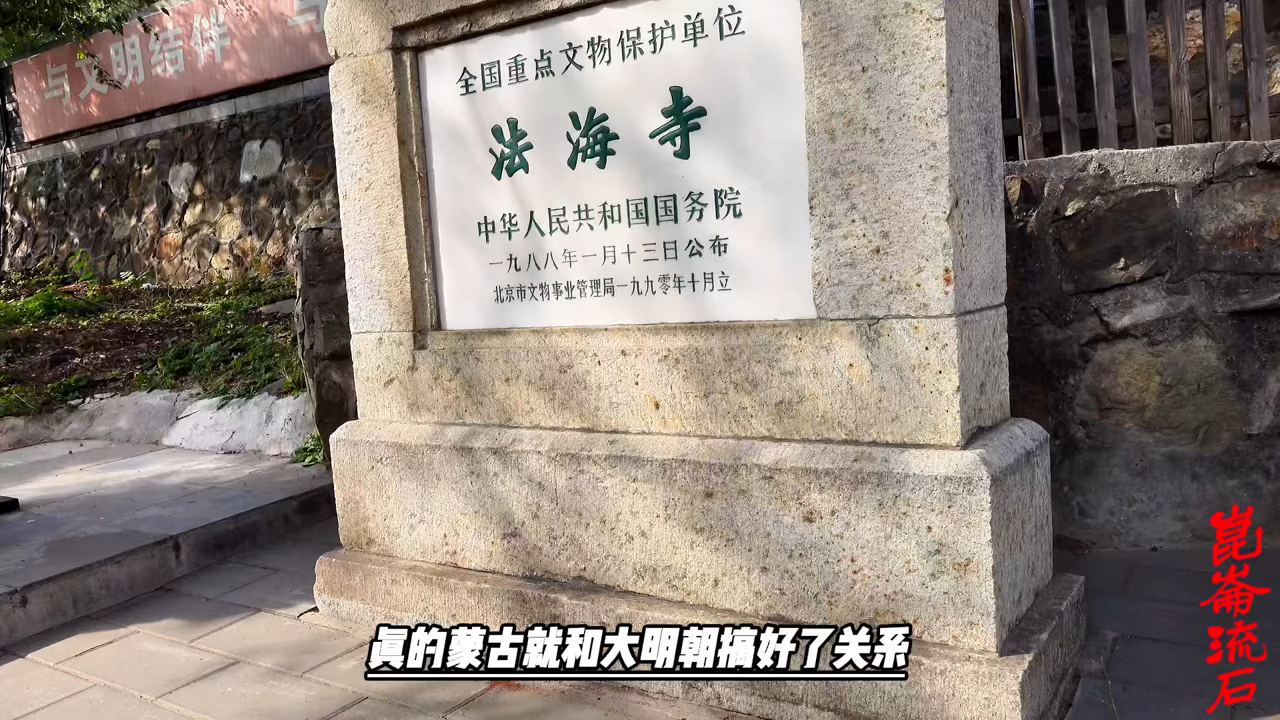 与文明结伴 与
全国重点文物保护单位
法海寺
中华人民共和国国务院
一九八八年一月十三日公布
北京市文物事业管理局一九九零年十月立
真的蒙古就和大明朝搞好了关系
崑崙流石